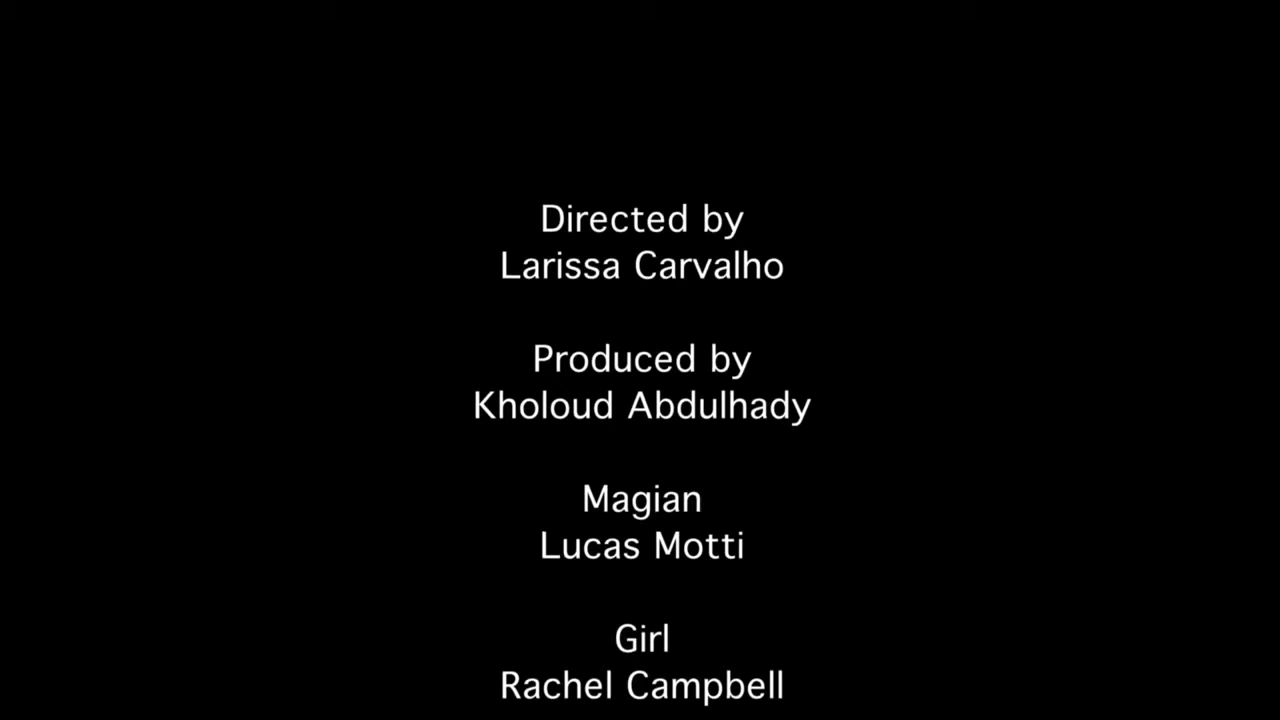 Directed by
Larissa Carvalho
Produced by
Kholoud Abdulhady
Magian
Lucas Motti
Girl
Rachel Campbell